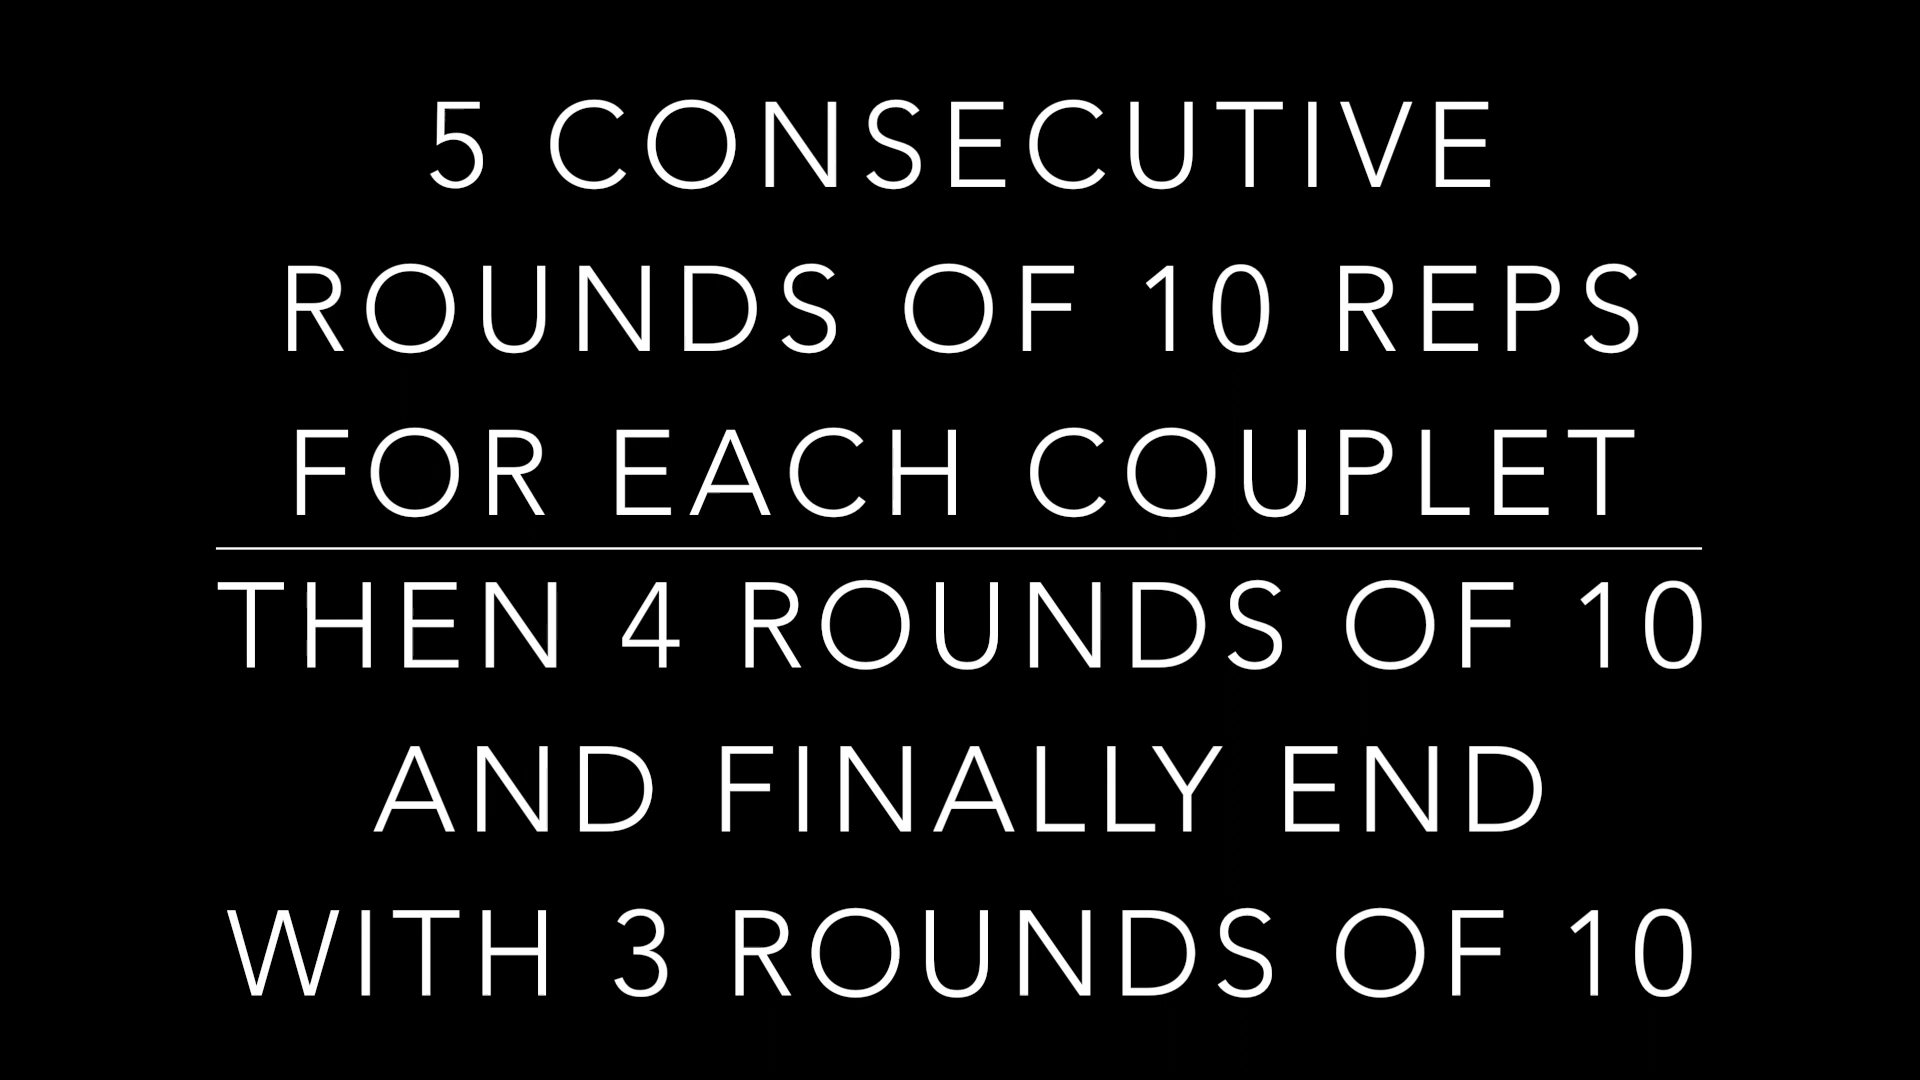 5 CONSECUTIVE
ROUNDS OF 10 REPS
FOR EACH COUPLET
THEN 4 ROUNDS OF 10
AND FINALLY END
WITH 3 ROUNDS OF 10